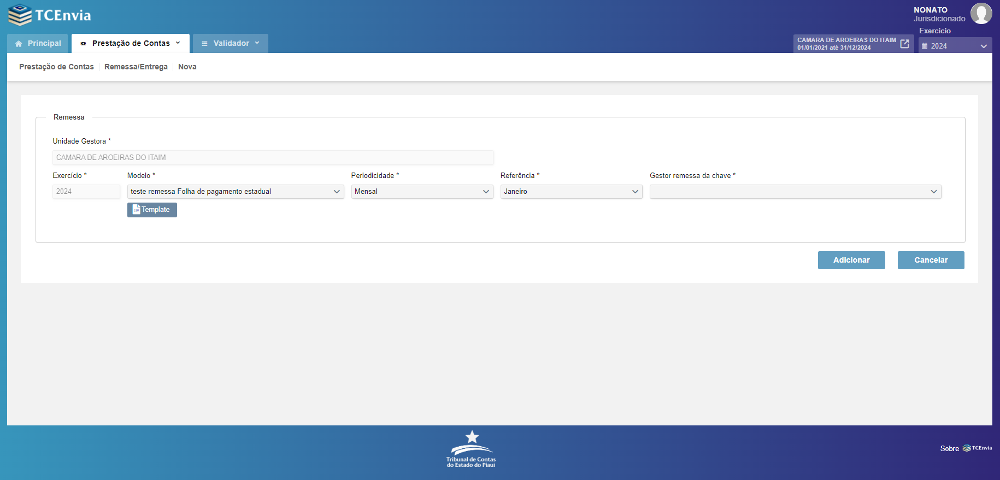 TCEnvia
NONATO
Jurisdicionado
Exercício
Principal
Prestação de Contas
Validador
CAMARA DE AROEIRAS DO ITAIM
01/01/2021 até 31/12/2024
2024
Prestação de Contas Remessa/Entrega Nova
Remessa
Unidade Gestora *
CAMARA DE AROEIRAS DO ITAIM
Exercício * Modelo * Periodicidade * Referência * Gestor remessa da chave *
2024 teste remessa Folha de pagamento estadual Mensal Janeiro
CSV Template
Adicionar Cancelar
Tribunal de Contas
do Estado do Piauí
Sobre TCEnvia